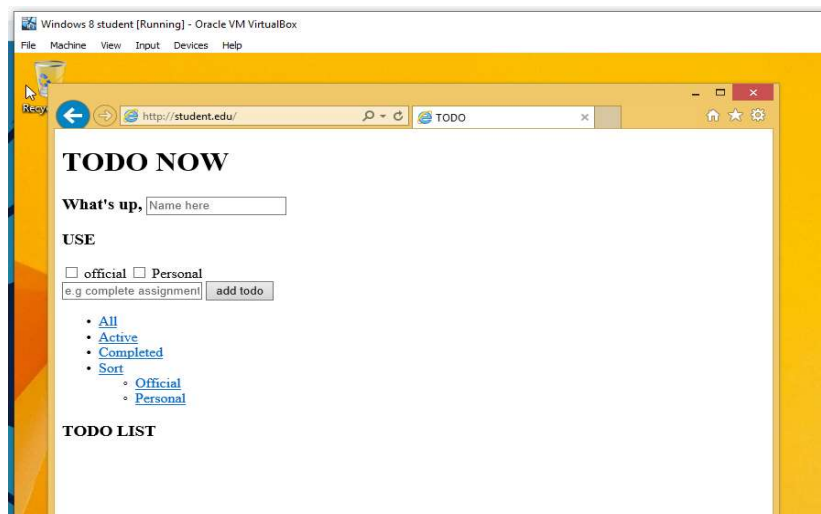 Windows 8 student [Running] - Oracle VM VirtualBox
File Machine View Input Devices Help
http://student.edu/
TODO
TODO NOW
What's up, Name here
USE
official Personal
e.g complete assignment add todo
• All
• Active
• Completed
• Sort
Official
Personal
TODO LIST